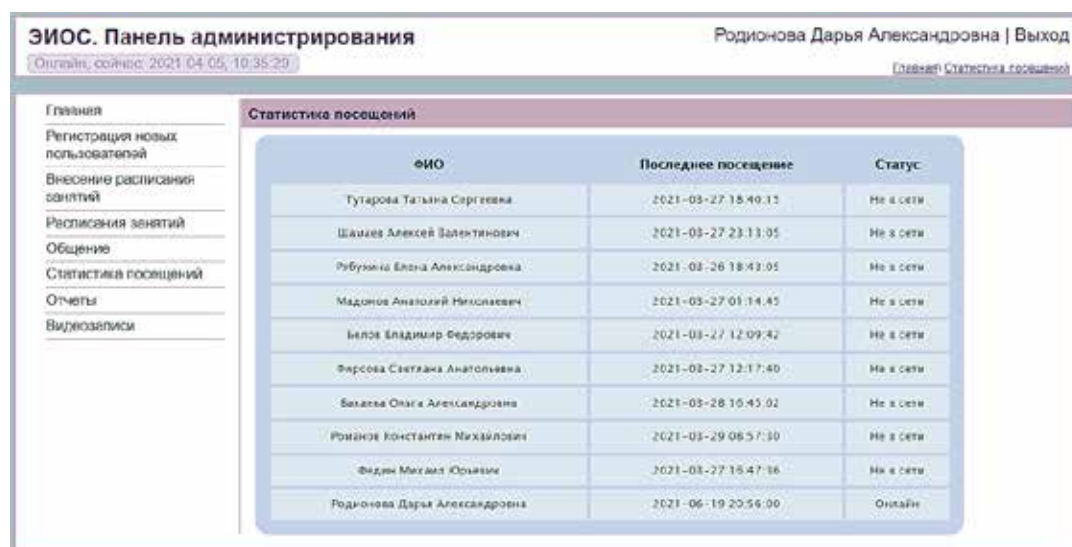 ЭИОС. Панель администрирования
Родионова Дарья Александровна | Выход
Онлайн, сейчас: 2021-04-05, 10:35:29
Главная\ Статистика посещений
Главная
Регистрация новых
пользователей
Внесение расписания
занятий
Расписания занятий
Общение
Статистика посещений
Отчеты
Видеозаписи
Статистика посещений
ФИО Последнее посещение Статус
Татьяна Сергеевна 2021-03-27 18:40:15 Не в сети
Алексей Валентинович 2021-03-27 23:13:05 Не в сети
Елена Александровна 2021-03-26 18:43:05 Не в сети
Мадонов Анатолий Николаевич 2021-03-27 01:14:45 Не в сети
Белов Владимир Федорович 2021-03-27 12:09:42 Не в сети
Фирсова Светлана Анатольевна 2021-03-27 12:17:40 Не в сети
Ольга Александровна 2021-03-28 16:45:02 Не в сети
Романов Константин Михайлович 2021-03-29 08:57:30 Не в сети
Федин Михаил Юрьевич 2021-03-27 16:47:36 Не в сети
Родионова Дарья Александровна 2021-06-19 20:56:00 Онлайн